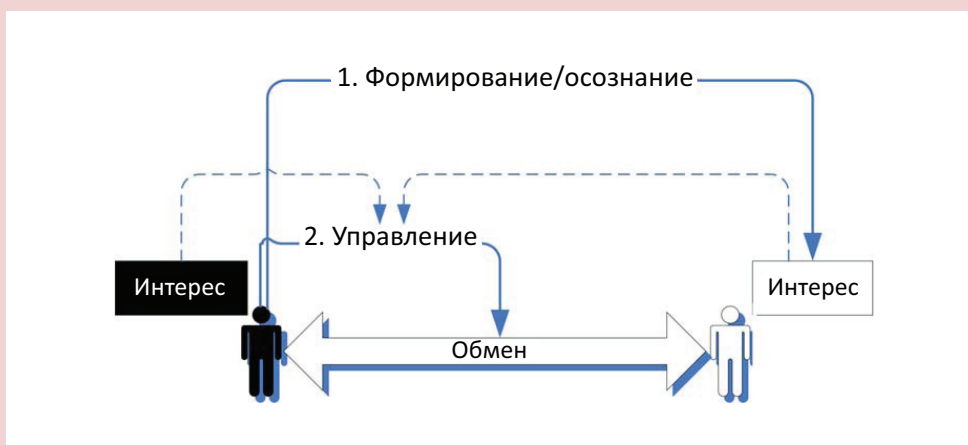 1. Формирование/осознание
2. Управление
Интерес
Интерес
Обмен